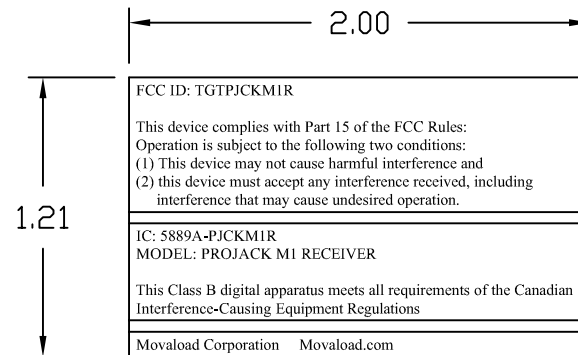 2.00
1.21
FCC ID: TGTPJCKM1R
This device complies with Part 15 of the FCC Rules:
Operation is subject to the following two conditions:
(1) This device may not cause harmful interference and
(2) this device must accept any interference received, including
interference that may cause undesired operation.
IC: 5889A-PJCKM1R
MODEL: PROJACK M1 RECEIVER
This Class B digital apparatus meets all requirements of the Canadian
Interference-Causing Equipment Regulations
Movaload Corporation Movaload.com